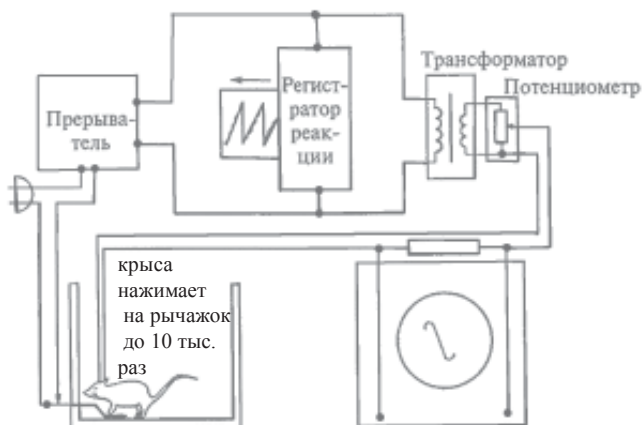 Прерыва-
тель
Регист-
ратор
реак-
ции
Трансформатор
Потенциометр
крыса
нажимает
на рычажок
до 10 тыс.
раз